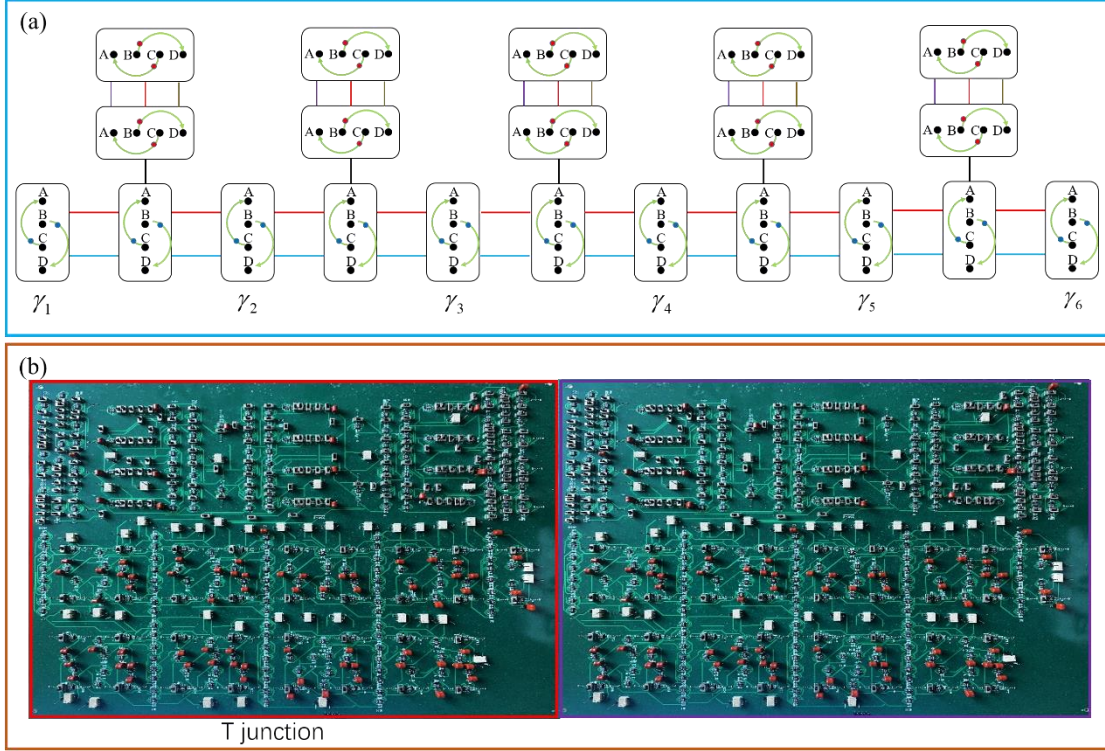 (a)
A B C D A B C D A B C D A B C D A B C D
A B C D A B C D A B C D A B C D A B C D
A A A A A A A A A A A
B B B B B B B B B B B
C C C C C C C C C C C
D D D D D D D D D D D
γ₁ γ₂ γ₃ γ₄ γ₅ γ₆
(b)
T junction